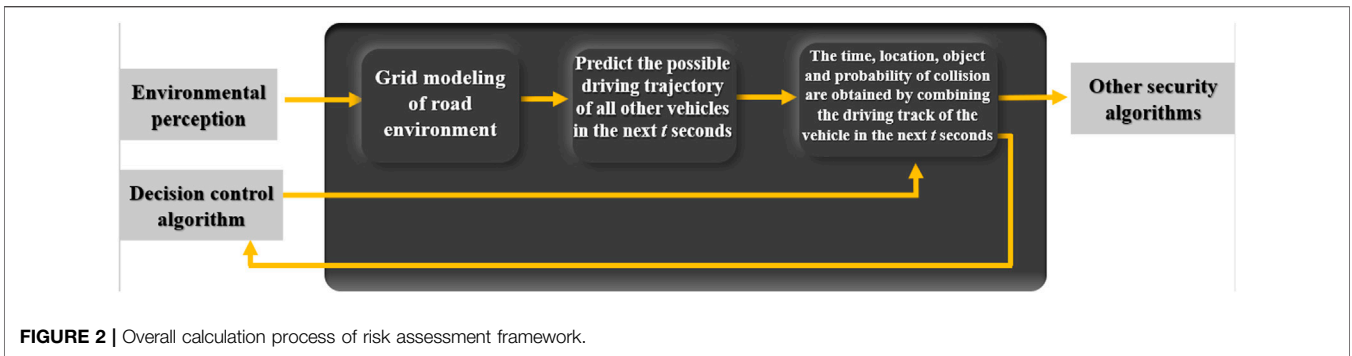 Environmental
perception
Grid modeling
of road
environment
Predict the possible
driving trajectory
of all other vehicles
in the next t seconds
The time, location, object
and probability of collision
are obtained by combining
the driving track of the
vehicle in the next t seconds
Other security
algorithms
Decision control
algorithm
FIGURE 2 | Overall calculation process of risk assessment framework.